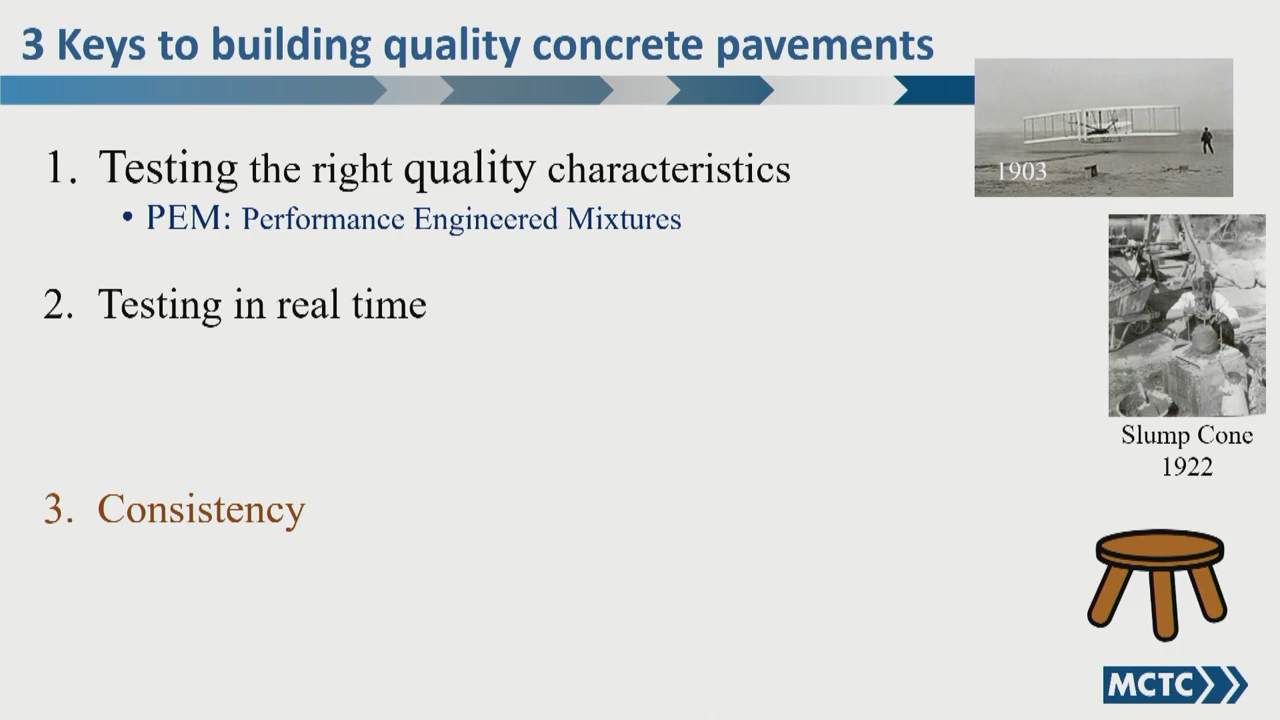 3 Keys to building quality concrete pavements
1903
1. Testing the right quality characteristics
• PEM: Performance Engineered Mixtures
2. Testing in real time
Slump Cone
1922
3. Consistency
MCTC